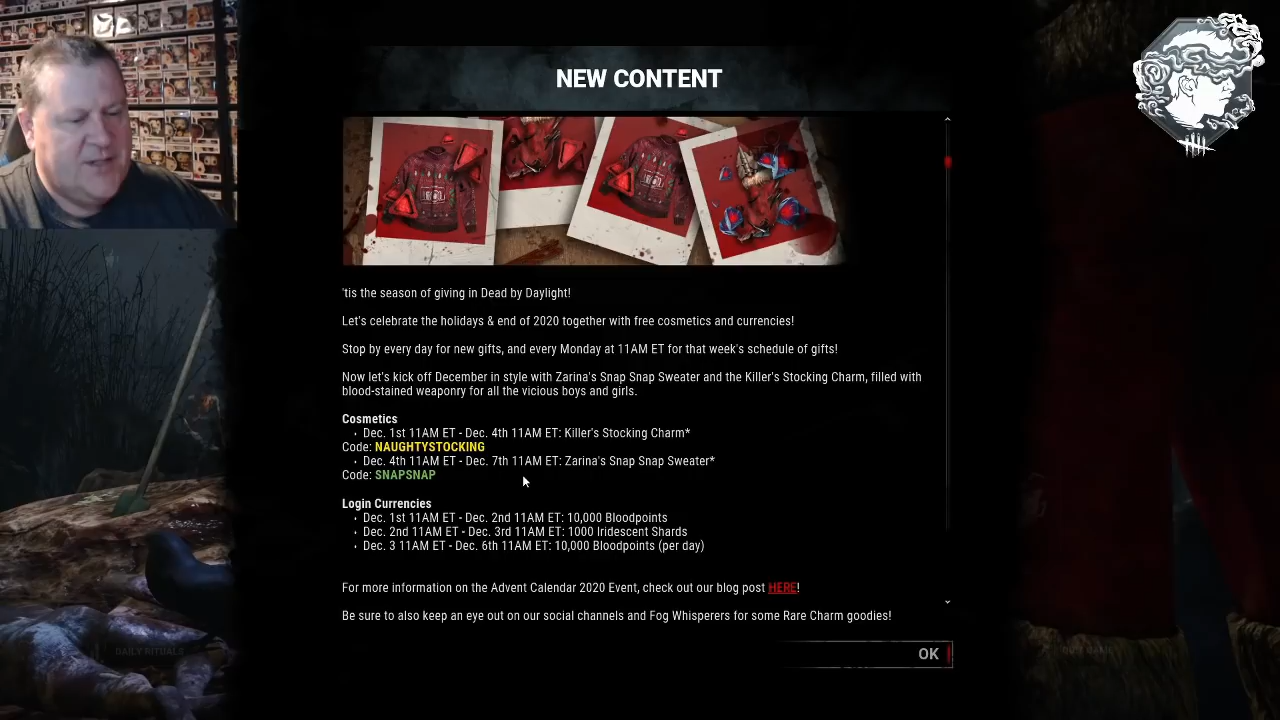 NEW CONTENT
'tis the season of giving in Dead by Daylight!
Let's celebrate the holidays & end of 2020 together with free cosmetics and currencies!
Stop by every day for new gifts, and every Monday at 11AM ET for that week's schedule of gifts!
Now let's kick off December in style with Zarina's Snap Snap Sweater and the Killer's Stocking Charm, filled with
blood-stained weaponry for all the vicious boys and girls.
Cosmetics
· Dec. 1st 11AM ET - Dec. 4th 11AM ET: Killer's Stocking Charm*
Code: NAUGHTYSTOCKING
· Dec. 4th 11AM ET - Dec. 7th 11AM ET: Zarina's Snap Snap Sweater*
Code: SNAPSNAP
Login Currencies
· Dec. 1st 11AM ET - Dec. 2nd 11AM ET: 10,000 Bloodpoints
· Dec. 2nd 11AM ET - Dec. 3rd 11AM ET: 1000 Iridescent Shards
· Dec. 3 11AM ET - Dec. 6th 11AM ET: 10,000 Bloodpoints (per day)
For more information on the Advent Calendar 2020 Event, check out our blog post HERE!
Be sure to also keep an eye out on our social channels and Fog Whisperers for some Rare Charm goodies!
OK
DAILY RITUALS